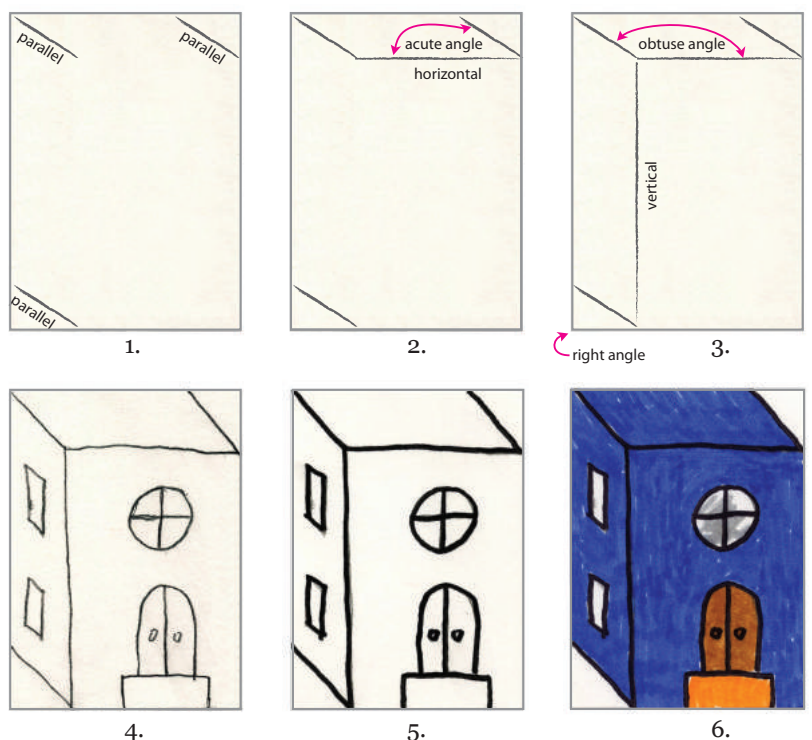 parallel
parallel
parallel
1.
acute angle
horizontal
2.
obtuse angle
vertical
right angle
3.
4.
5.
6.